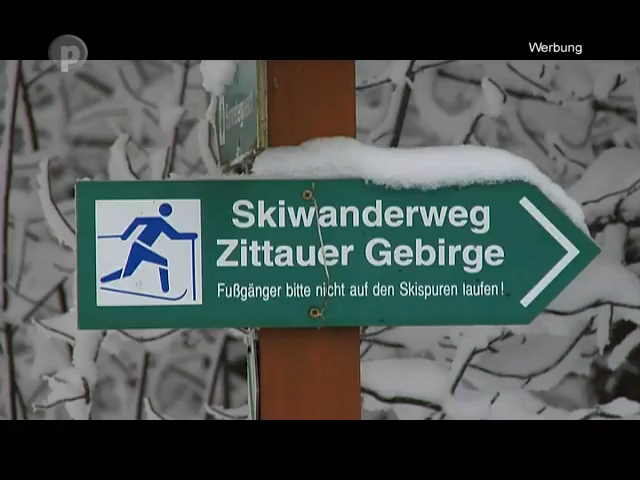 Werbung
p
Skiwanderweg
Zittauer Gebirge
Fußgänger bitte nicht auf den Skispuren laufen!